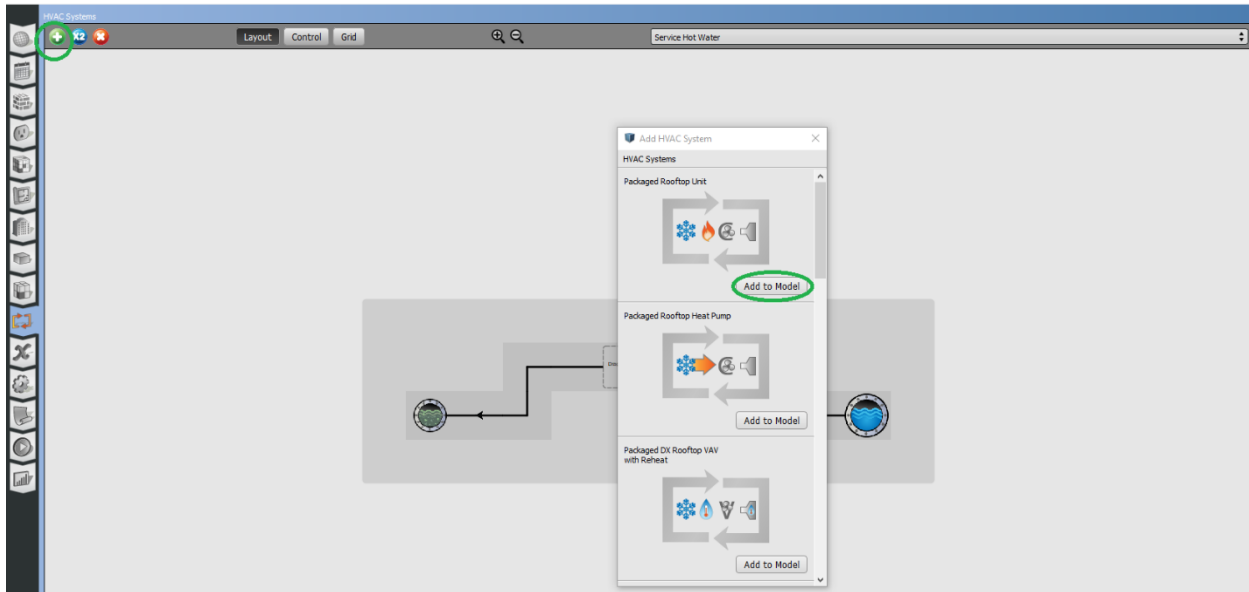 HVAC Systems
X2
Layout
Control
Grid
Service Hot Water
Add HVAC System
HVAC Systems
Packaged Rooftop Unit
Add to Model
Packaged Rooftop Heat Pump
Add to Model
Packaged DX Rooftop VAV
with Reheat
Add to Model